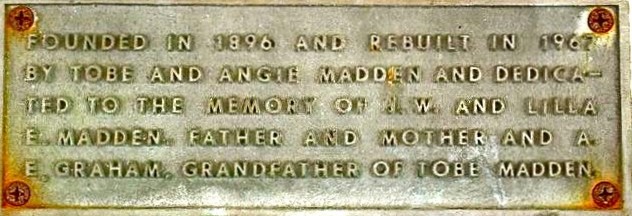 FOUNDED IN 1896 AND REBUILT IN 1967
BY TOBE AND ANGIE MADDEN AND DEDICA-
TED TO THE MEMORY OF J. W. AND LILLA
E. MADDEN. FATHER AND MOTHER AND A.
E. GRAHAM, GRANDFATHER OF TOBE MADDEN.